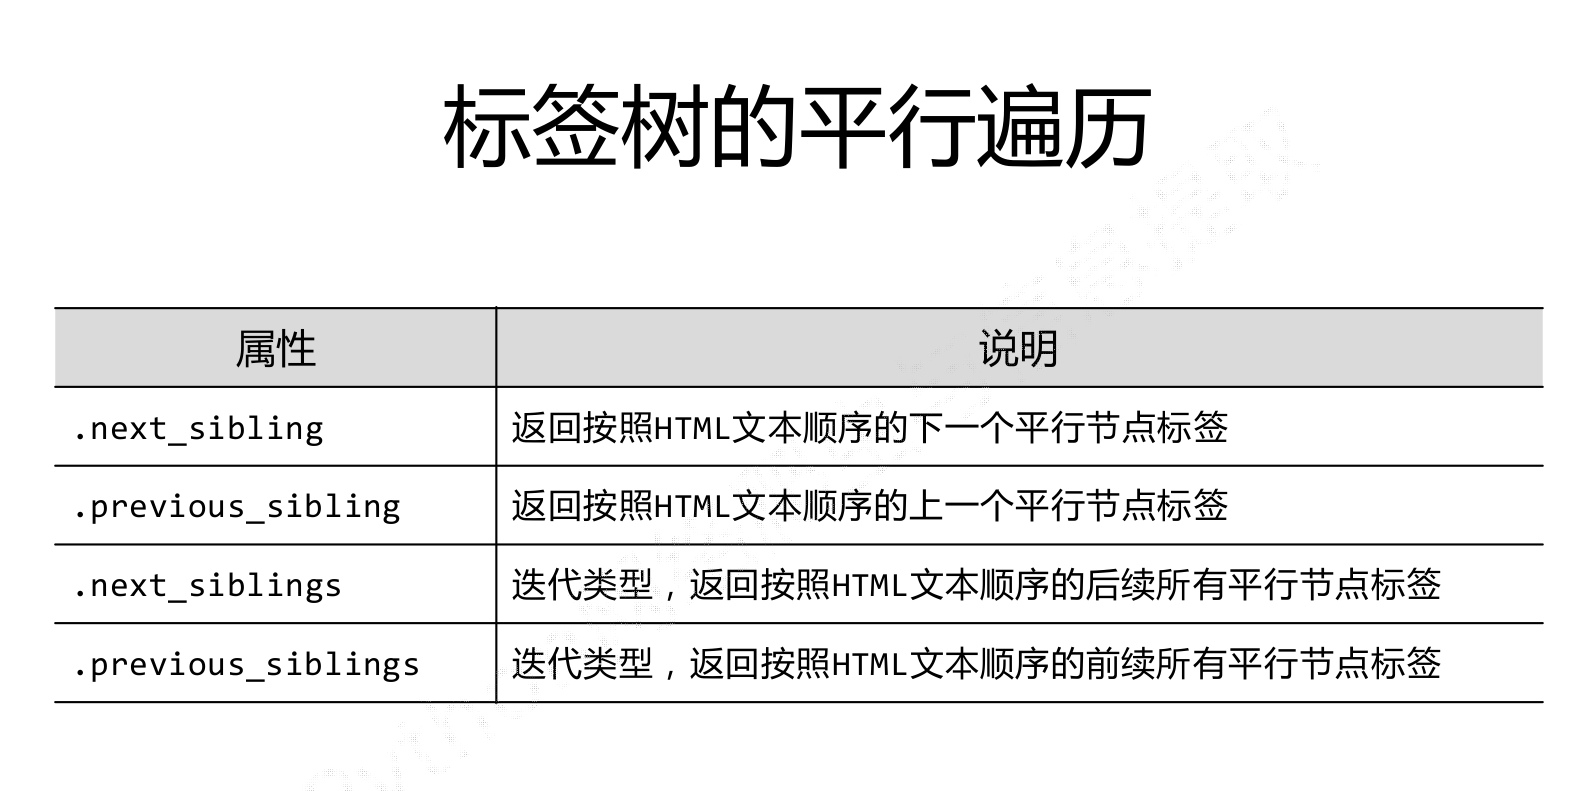 标签树的平行遍历
属性 说明
.next_sibling 返回按照HTML文本顺序的下一个平行节点标签
.previous_sibling 返回按照HTML文本顺序的上一个平行节点标签
.next_siblings 迭代类型，返回按照HTML文本顺序的后续所有平行节点标签
.previous_siblings 迭代类型，返回按照HTML文本顺序的前续所有平行节点标签